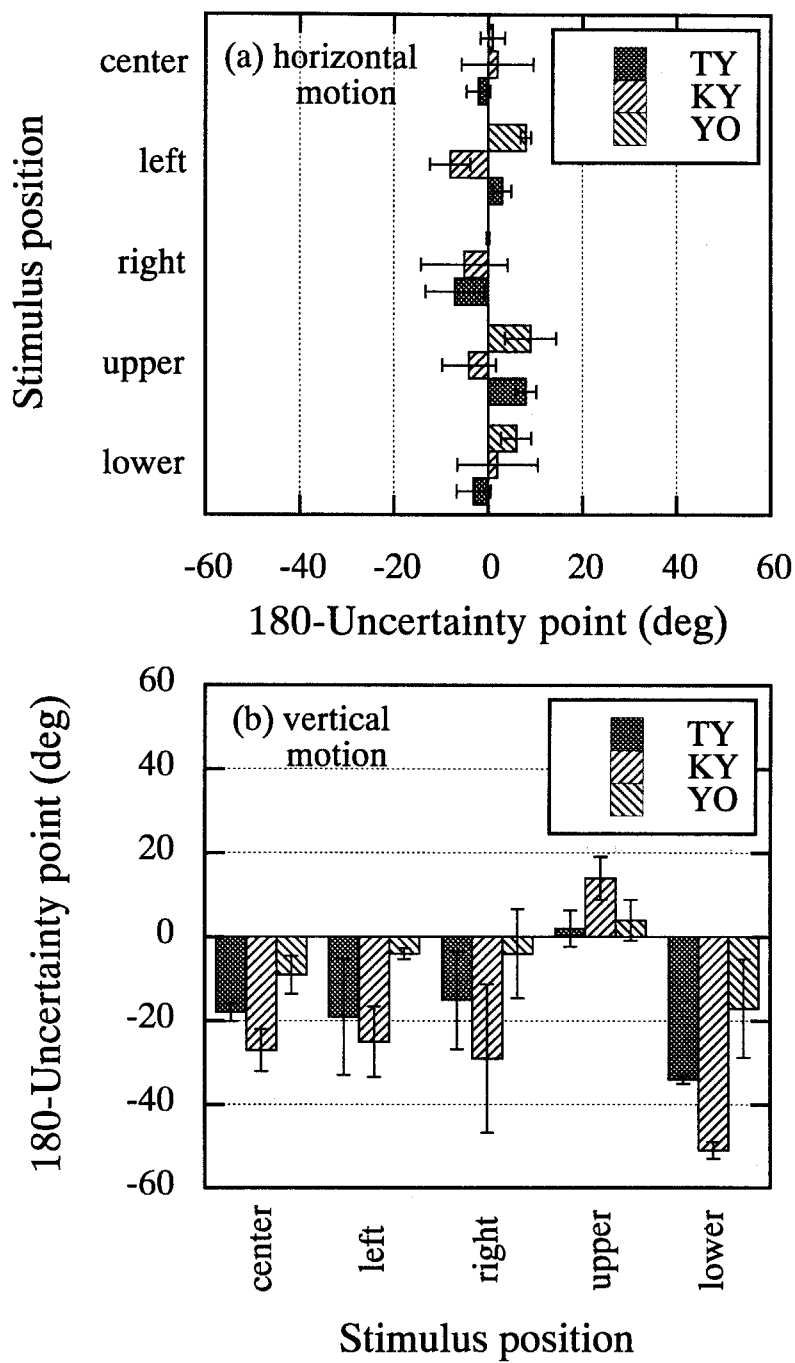 (a) horizontal
motion
TY
KY
YO
center
left
right
upper
lower
Stimulus position
-60 -40 -20 0 20 40 60
180-Uncertainty point (deg)
(b) vertical
motion
TY
KY
YO
60
40
20
0
-20
-40
-60
180-Uncertainty point (deg)
center left right upper lower
Stimulus position